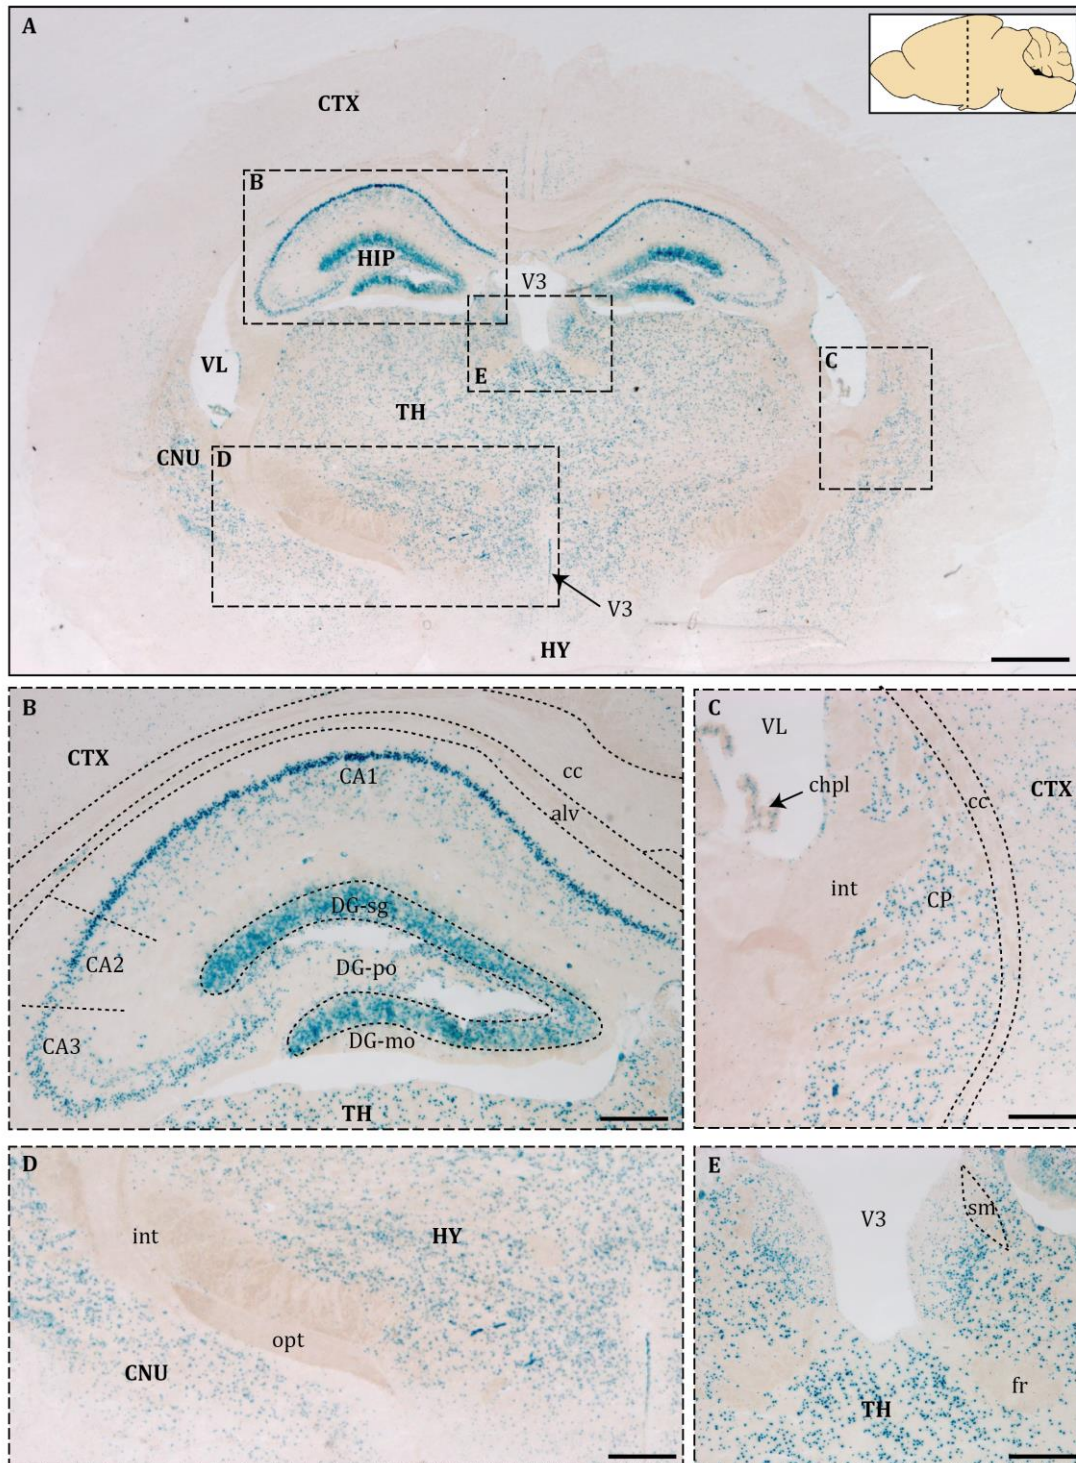 A
CTX
B
HIP
V3
VL
E
C
TH
CNU
D
V3
HY
B
CTX
CA1
cc
alv
DG-sg
CA2
DG-po
CA3
DG-mo
TH
C
VL
chpl
cc
CTX
int
CP
D
int
HY
opt
CNU
E
sm
V3
fr
TH